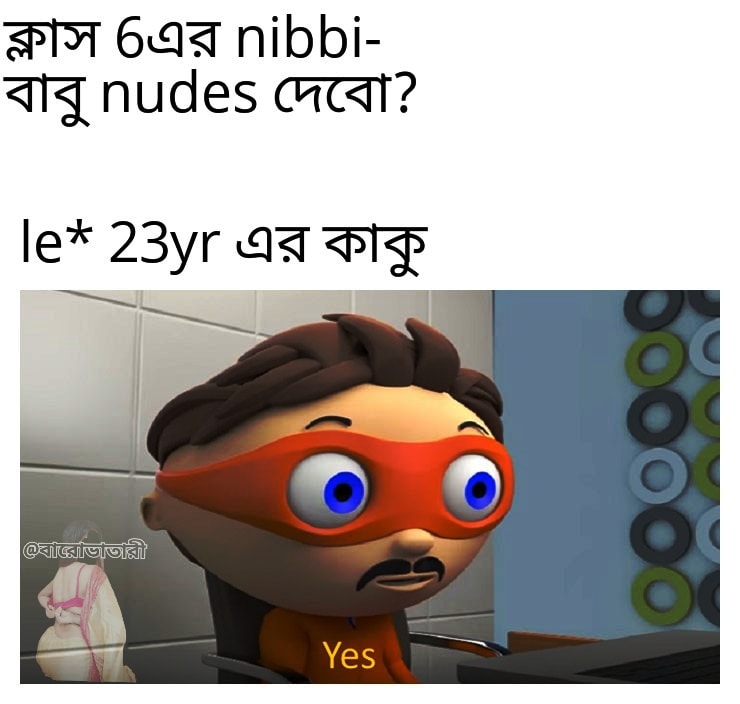 ক্লাস 6এর nibbi-
বাবু nudes দেবো?
le* 23yr এর কাকু
@বারোভাতারী
Yes